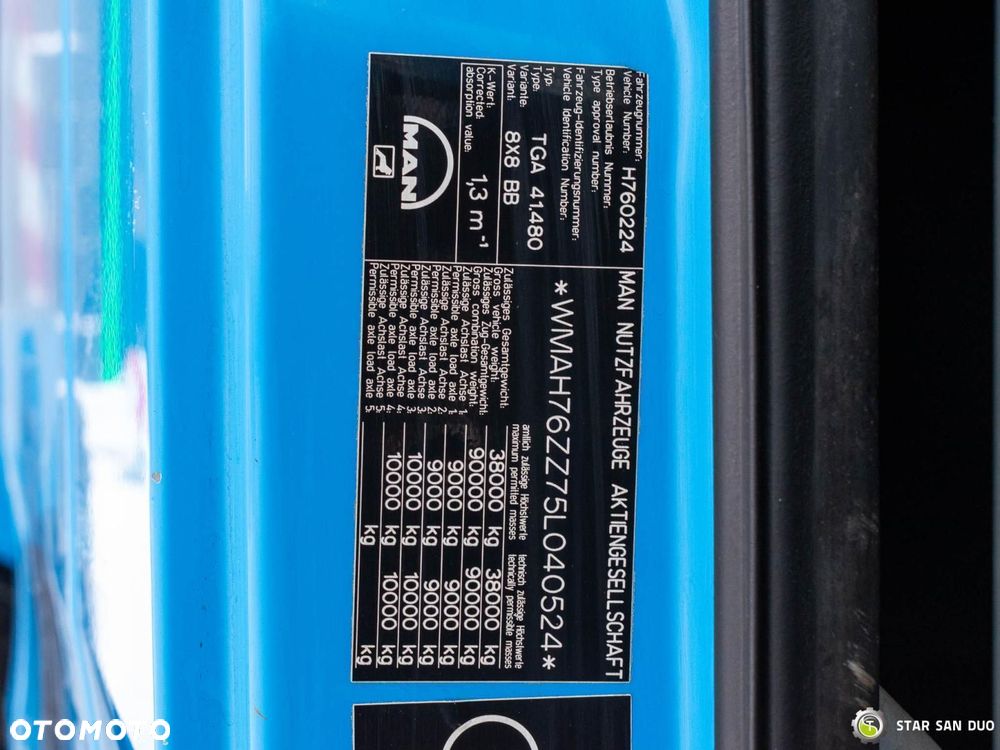 Fahrzeugnummer:
Vehicle Number: H760224
MAN NUTZFAHRZEUGE AKTIENGESELLSCHAFT
Betriebserlaubnis Nummer:
Type approval number:
Fahrzeug-Identifizierungsnummer:
Vehicle Identification Number:
*WMAH76ZZ75L040524*
Typ:
Type: TGA 41.480
Variante:
Variant: 8X8 BB
K-Wert:
Corrected
absorption value: 1,3 m⁻¹
MAN
amtlich zulässige Höchstwerte
maximum permitted masses
technisch zulässige Höchstwerte
technically permissible masses
Zulässiges Gesamtgewicht:
Gross vehicle weight: 38000 kg 38000 kg
Zulässiges Zug-Gesamtgewicht:
Gross combination weight: 90000 kg 90000 kg
Zulässige Achslast Achse 1:
Permissible axle load axle 1: 9000 kg 9000 kg
Zulässige Achslast Achse 2:
Permissible axle load axle 2: 9000 kg 9000 kg
Zulässige Achslast Achse 3:
Permissible axle load axle 3: 10000 kg 10000 kg
Zulässige Achslast Achse 4:
Permissible axle load axle 4: 10000 kg 10000 kg
Zulässige Achslast Achse 5:
Permissible axle load axle 5: kg kg
OTOMOTO
STAR SAN DUO